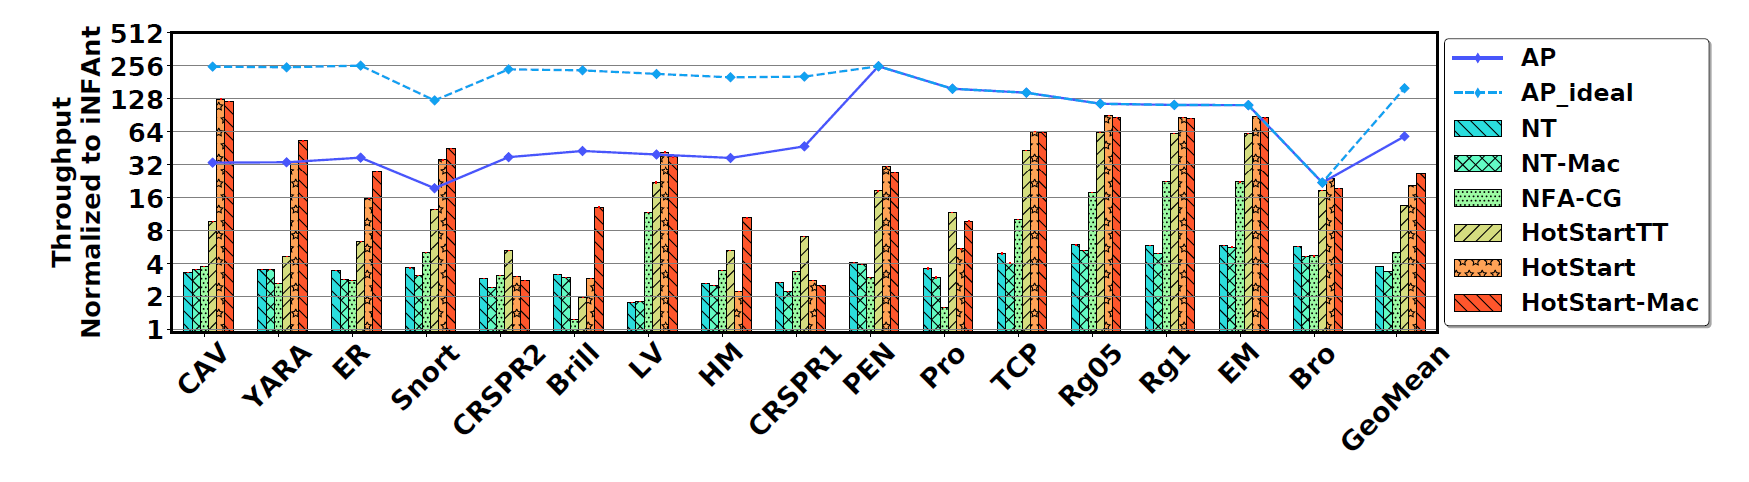 Throughput
Normalized to iNFAnt
512
256
128
64
32
16
8
4
2
1
CAV
YARA
ER
Snort
CRSPR2
Brill
LV
HM
CRSPR1
PEN
Pro
TCP
Rg05
Rg1
EM
Bro
GeoMean
AP
AP_ideal
NT
NT-Mac
NFA-CG
HotStartTT
HotStart
HotStart-Mac